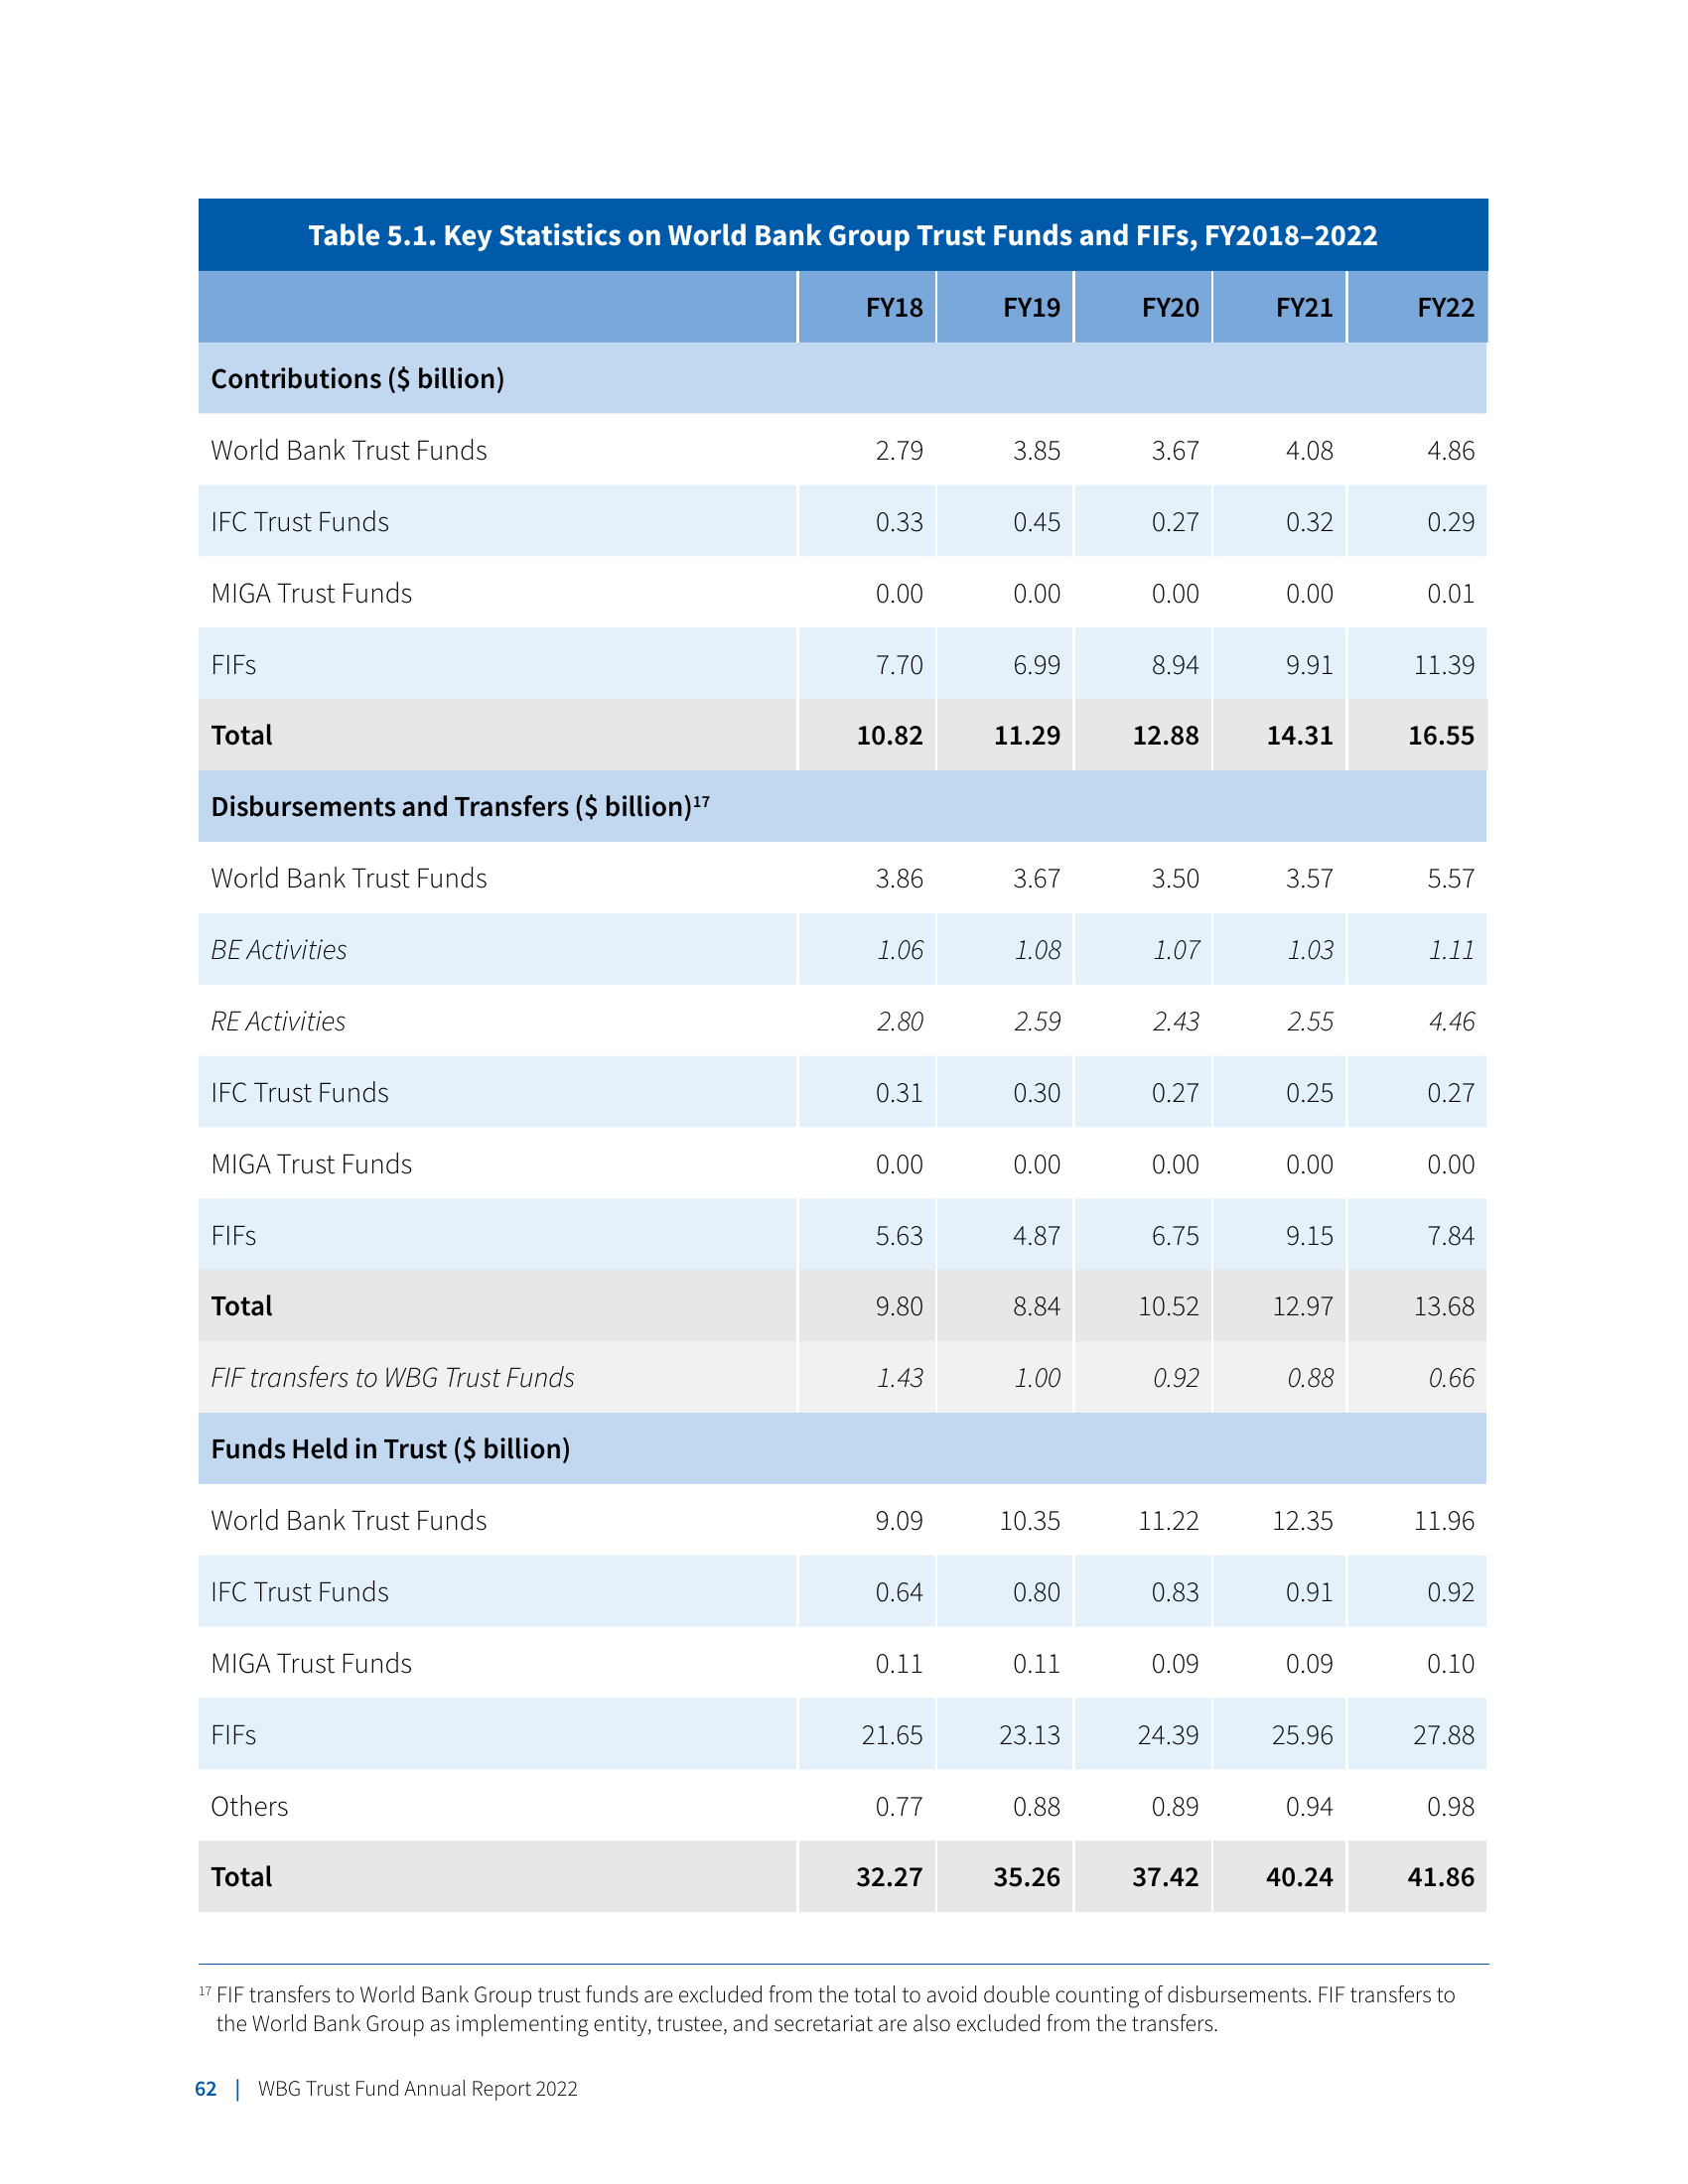 Table 5.1. Key Statistics on World Bank Group Trust Funds and FIFs, FY2018–2022
FY18 FY19 FY20 FY21 FY22
Contributions ($ billion)
World Bank Trust Funds 2.79 3.85 3.67 4.08 4.86
IFC Trust Funds 0.33 0.45 0.27 0.32 0.29
MIGA Trust Funds 0.00 0.00 0.00 0.00 0.01
FIFs 7.70 6.99 8.94 9.91 11.39
Total 10.82 11.29 12.88 14.31 16.55
Disbursements and Transfers ($ billion)17
World Bank Trust Funds 3.86 3.67 3.50 3.57 5.57
BE Activities 1.06 1.08 1.07 1.03 1.11
RE Activities 2.80 2.59 2.43 2.55 4.46
IFC Trust Funds 0.31 0.30 0.27 0.25 0.27
MIGA Trust Funds 0.00 0.00 0.00 0.00 0.00
FIFs 5.63 4.87 6.75 9.15 7.84
Total 9.80 8.84 10.52 12.97 13.68
FIF transfers to WBG Trust Funds 1.43 1.00 0.92 0.88 0.66
Funds Held in Trust ($ billion)
World Bank Trust Funds 9.09 10.35 11.22 12.35 11.96
IFC Trust Funds 0.64 0.80 0.83 0.91 0.92
MIGA Trust Funds 0.11 0.11 0.09 0.09 0.10
FIFs 21.65 23.13 24.39 25.96 27.88
Others 0.77 0.88 0.89 0.94 0.98
Total 32.27 35.26 37.42 40.24 41.86
17 FIF transfers to World Bank Group trust funds are excluded from the total to avoid double counting of disbursements. FIF transfers to
the World Bank Group as implementing entity, trustee, and secretariat are also excluded from the transfers.
62 | WBG Trust Fund Annual Report 2022